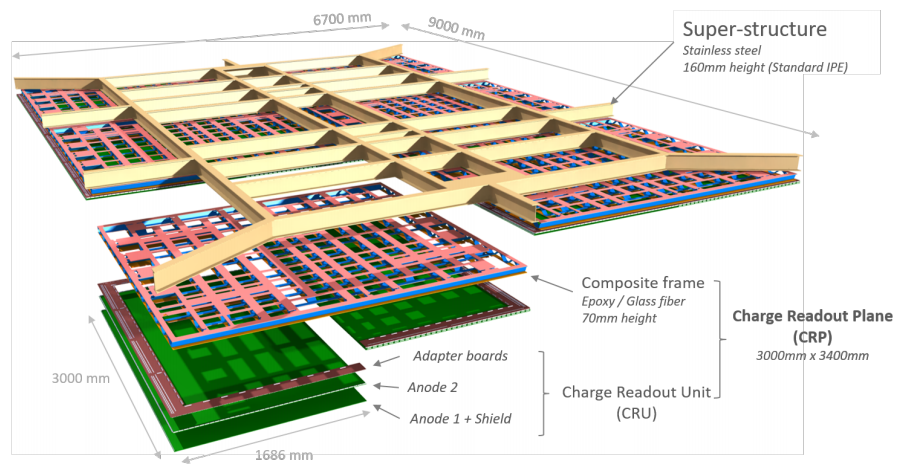 6700 mm
9000 mm
Super-structure
Stainless steel
160mm height (Standard IPE)
Composite frame
Epoxy / Glass fiber
70mm height
Charge Readout Plane
(CRP)
3000mm x 3400mm
Adapter boards
Anode 2
Anode 1 + Shield
Charge Readout Unit
(CRU)
3000 mm
1686 mm